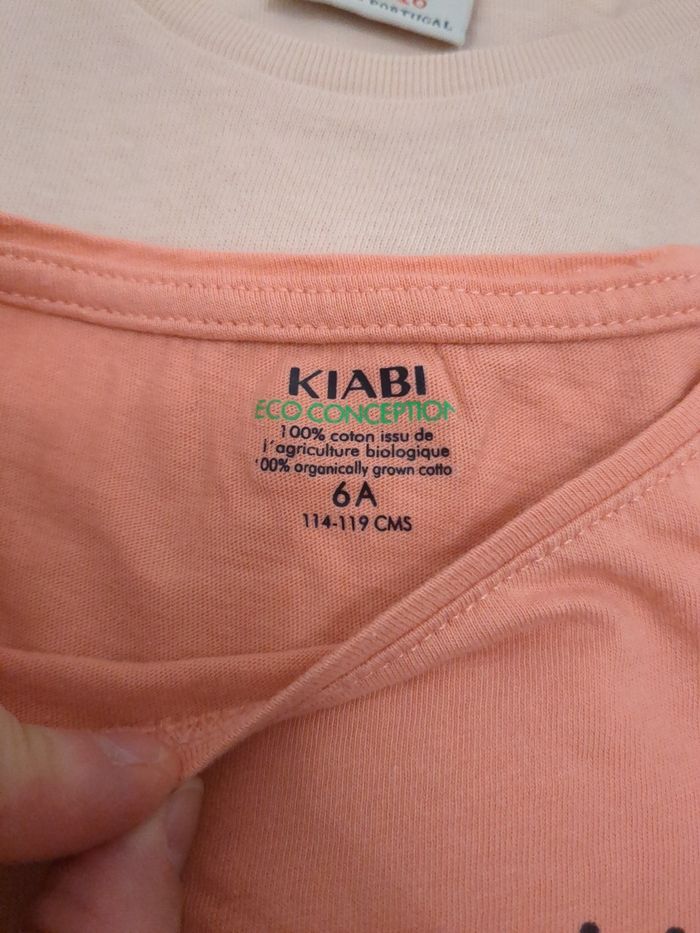 PORTUGAL
KIABI
ECO CONCEPTION
100% coton issu de
l'agriculture biologique
00% organically grown cotto
6A
114-119 CMS